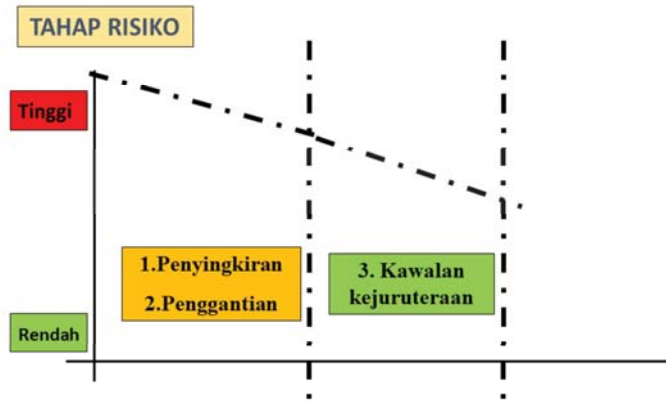 TAHAP RISIKO
Tinggi
1.Penyingkiran
2.Penggantian
3. Kawalan
kejuruteraan
Rendah